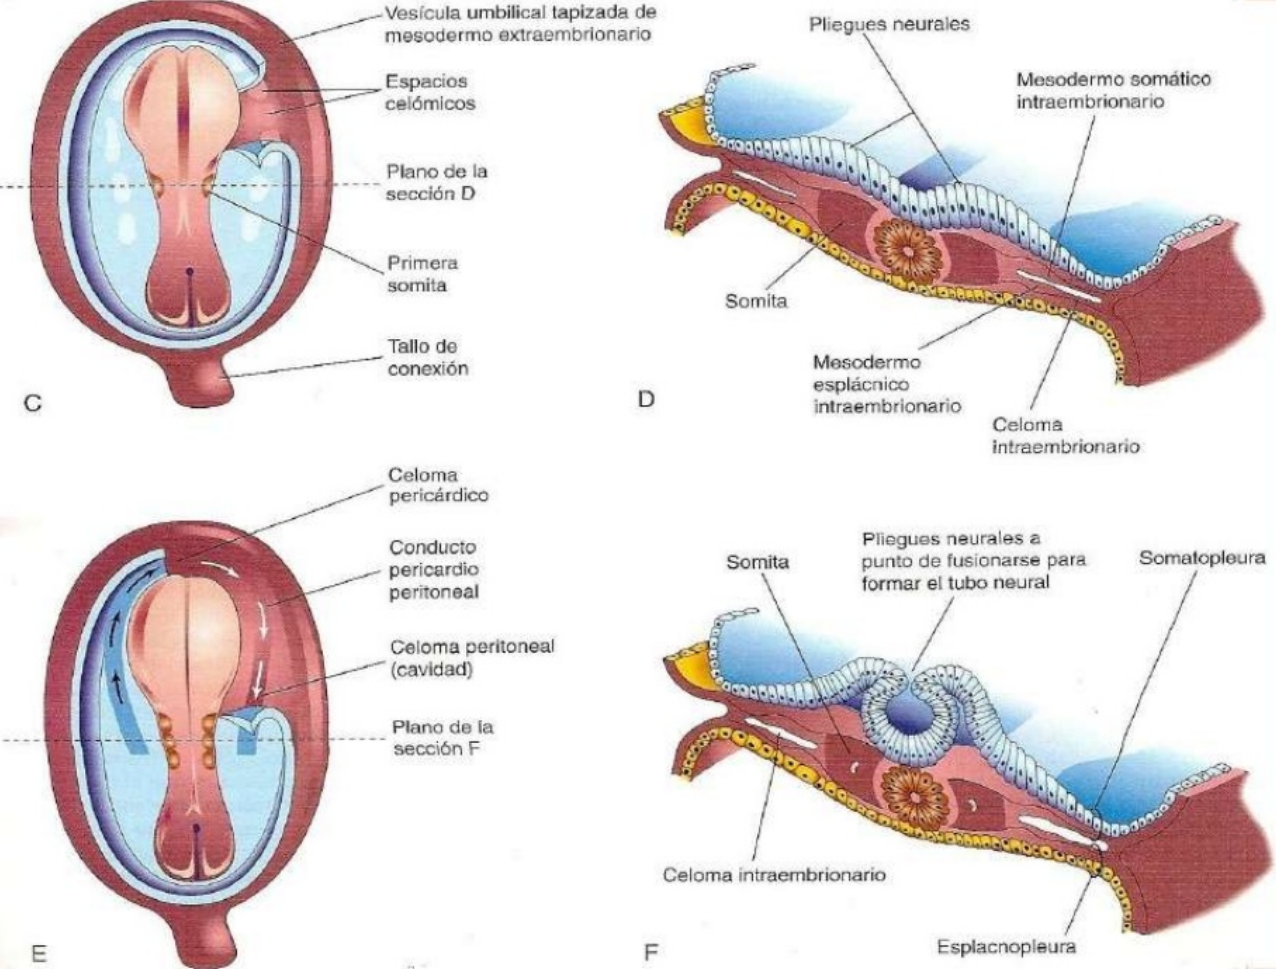 Vesícula umbilical tapizada de
mesodermo extraembrionario
Espacios
celómicos
Plano de la
sección D
Primera
somita
Tallo de
conexión
C
Pliegues neurales
Mesodermo somático
intraembrionario
Somita
Mesodermo
esplácnico
intraembrionario
Celoma
intraembrionario
D
Celoma
pericárdico
Conducto
pericardio
peritoneal
Celoma peritoneal
(cavidad)
Plano de la
sección F
E
Somita
Pliegues neurales a
punto de fusionarse para
formar el tubo neural
Somatopleura
Celoma intraembrionario
Esplacnopleura
F